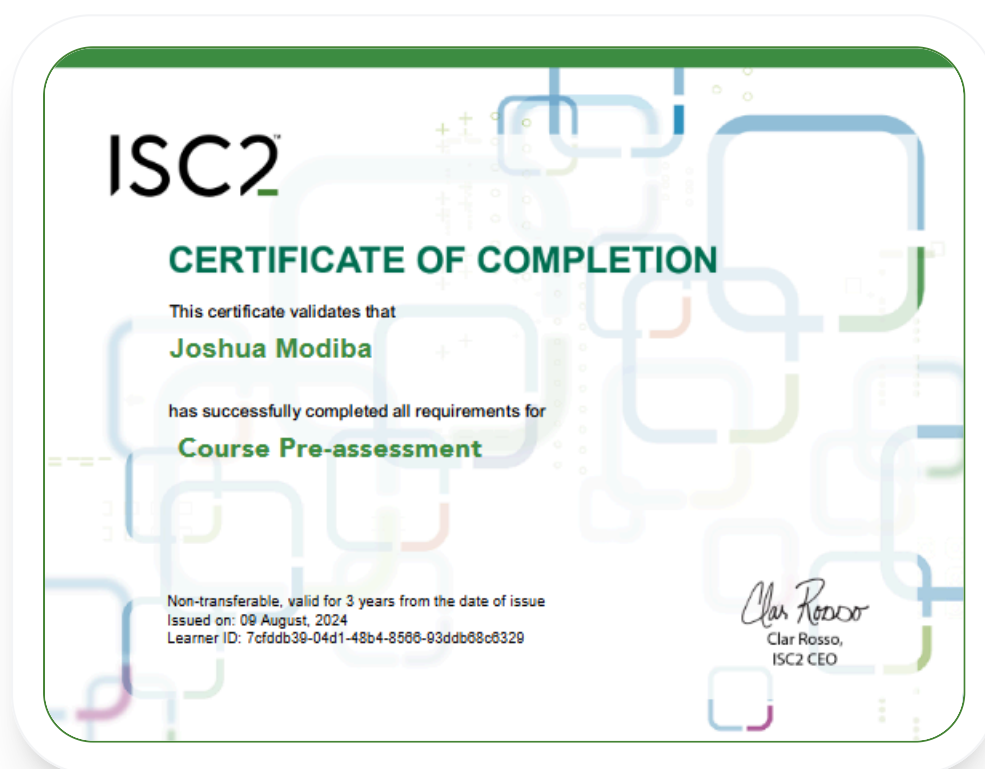 ISC2™
CERTIFICATE OF COMPLETION
This certificate validates that
Joshua Modiba
has successfully completed all requirements for
Course Pre-assessment
Non-transferable, valid for 3 years from the date of issue
Issued on: 09 August, 2024
Learner ID: 7cfddb39-04d1-48b4-8566-93ddb68c6329
Clar Rosso
Clar Rosso,
ISC2 CEO